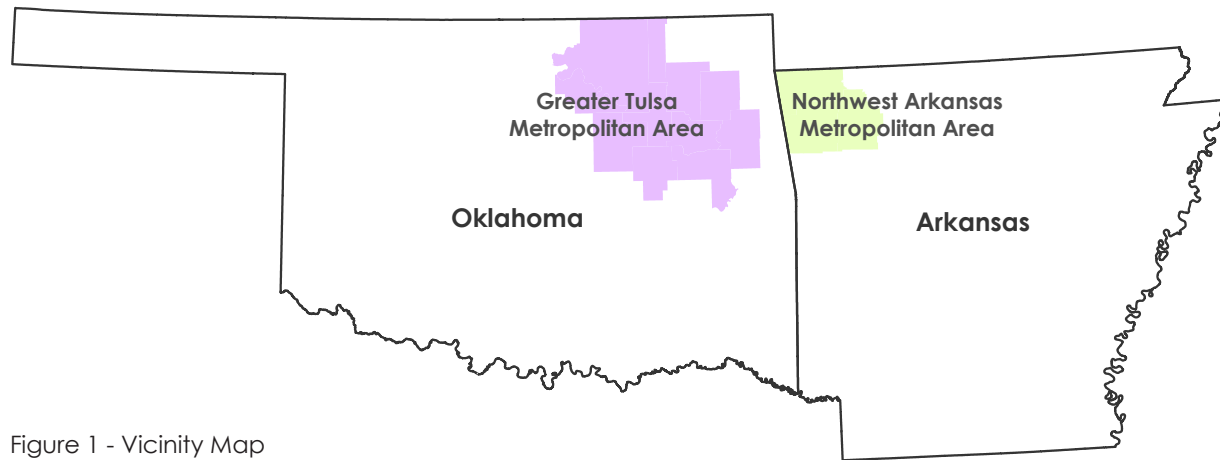 Greater Tulsa
Metropolitan Area
Northwest Arkansas
Metropolitan Area
Oklahoma
Arkansas
Figure 1 - Vicinity Map